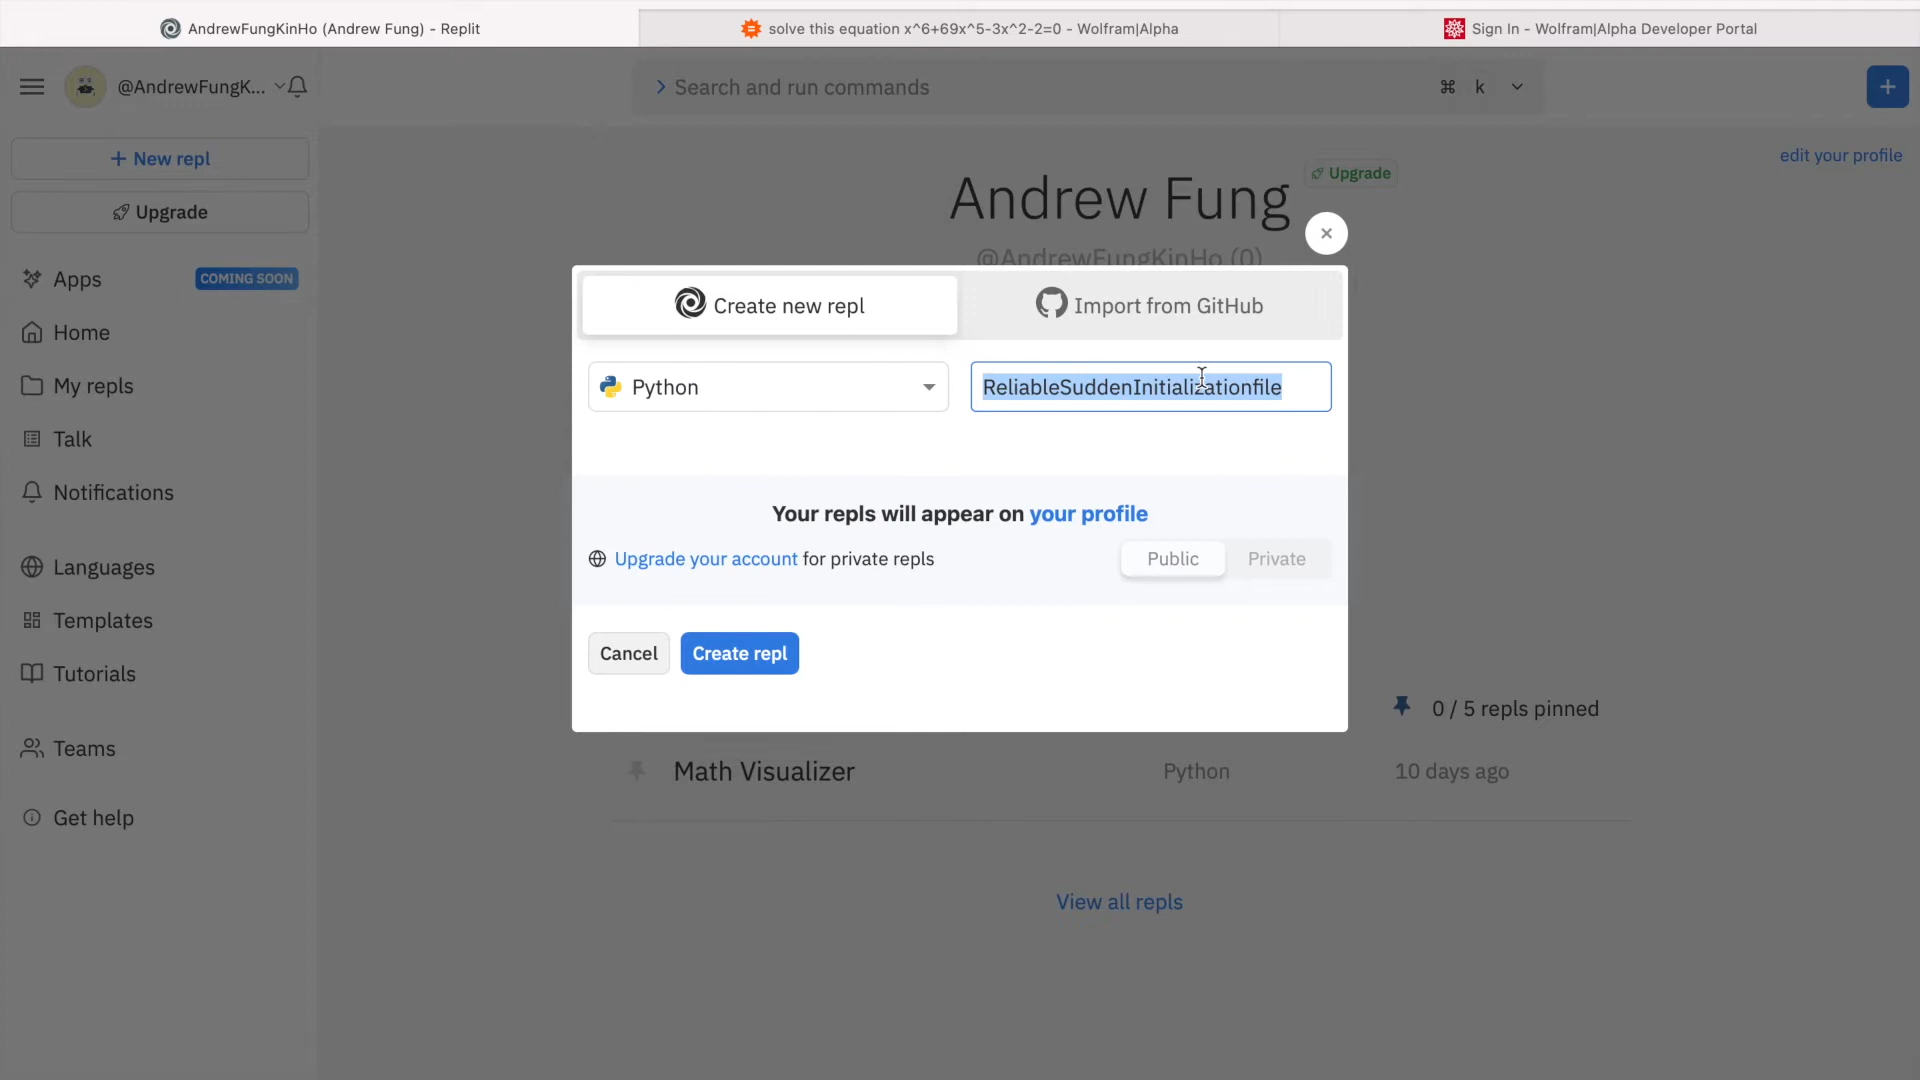 AndrewFungKinHo (Andrew Fung) - Replit
solve this equation x^6+69x^5-3x^2-2=0 - Wolfram|Alpha
Sign In - Wolfram|Alpha Developer Portal
@AndrewFungK...
Search and run commands
⌘ k
+
+ New repl
Upgrade
Apps
COMING SOON
Home
My repls
Talk
Notifications
Languages
Templates
Tutorials
Teams
Get help
edit your profile
Andrew Fung
Upgrade
@AndrewFungKinHo (0)
Create new repl
Import from GitHub
Python
ReliableSuddenInitializationfile
Your repls will appear on your profile
Upgrade your account for private repls
Public
Private
Cancel
Create repl
0 / 5 repls pinned
Math Visualizer
Python
10 days ago
View all repls